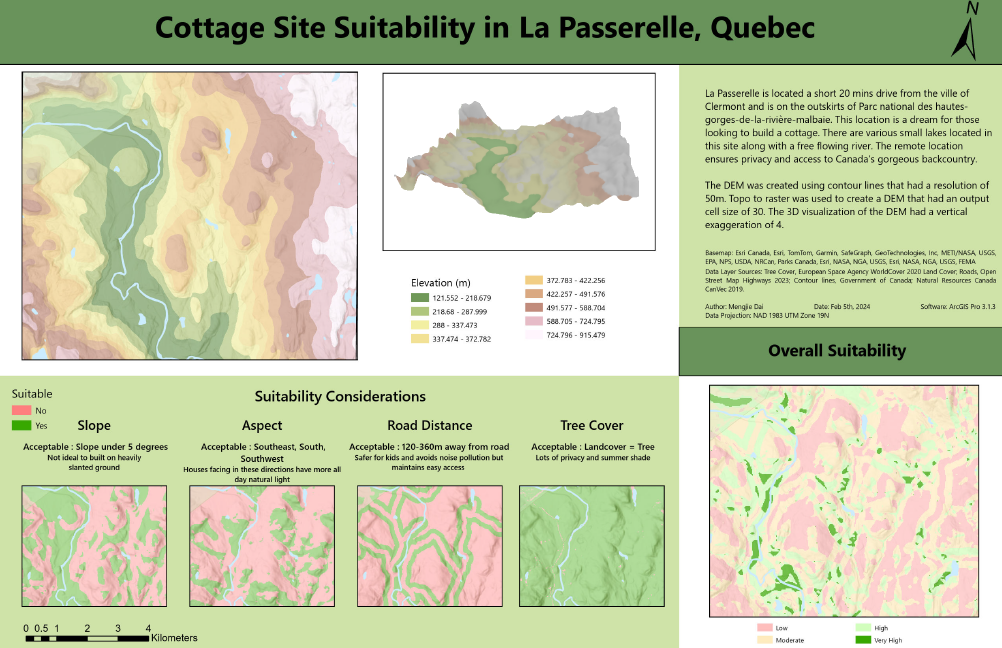 Cottage Site Suitability in La Passerelle, Quebec
N
La Passerelle is located a short 20 mins drive from the ville of
Clermont and is on the outskirts of Parc national des hautes-
gorges-de-la-rivière-malbaie. This location is a dream for those
looking to build a cottage. There are various small lakes located in
this site along with a free flowing river. The remote location
ensures privacy and access to Canada's gorgeous backcountry.
The DEM was created using contour lines that had a resolution of
50m. Topo to raster was used to create a DEM that had an output
cell size of 30. The 3D visualization of the DEM had a vertical
exaggeration of 4.
Basemap: Esri Canada, Esri, TomTom, Garmin, SafeGraph, GeoTechnologies, Inc, METI/NASA, USGS,
EPA, NPS, USDA, NRCan, Parks Canada, Esri, NASA, NGA, USGS, Esri, NASA, NGA, USGS, FEMA
Data Layer Sources: Tree Cover, European Space Agency WorldCover 2020 Land Cover; Roads, Open
Street Map Highways 2023; Contour lines, Government of Canada; Natural Resources Canada
CanVec 2019.
Author: Mengjie Dai Date: Feb 5th, 2024 Software: ArcGIS Pro 3.1.3
Data Projection: NAD 1983 UTM Zone 19N
Elevation (m)
121.552 - 218.679
218.68 - 287.999
288 - 337.473
337.474 - 372.782
372.783 - 422.256
422.257 - 491.576
491.577 - 588.704
588.705 - 724.795
724.796 - 915.479
Overall Suitability
Low
Moderate
High
Very High
Suitability Considerations
Suitable
No
Yes
Slope
Acceptable : Slope under 5 degrees
Not ideal to built on heavily
slanted ground
Aspect
Acceptable : Southeast, South,
Southwest
Houses facing in these directions have more all
day natural light
Road Distance
Acceptable : 120-360m away from road
Safer for kids and avoids noise pollution but
maintains easy access
Tree Cover
Acceptable : Landcover = Tree
Lots of privacy and summer shade
0 0.5 1 2 3 4
Kilometers